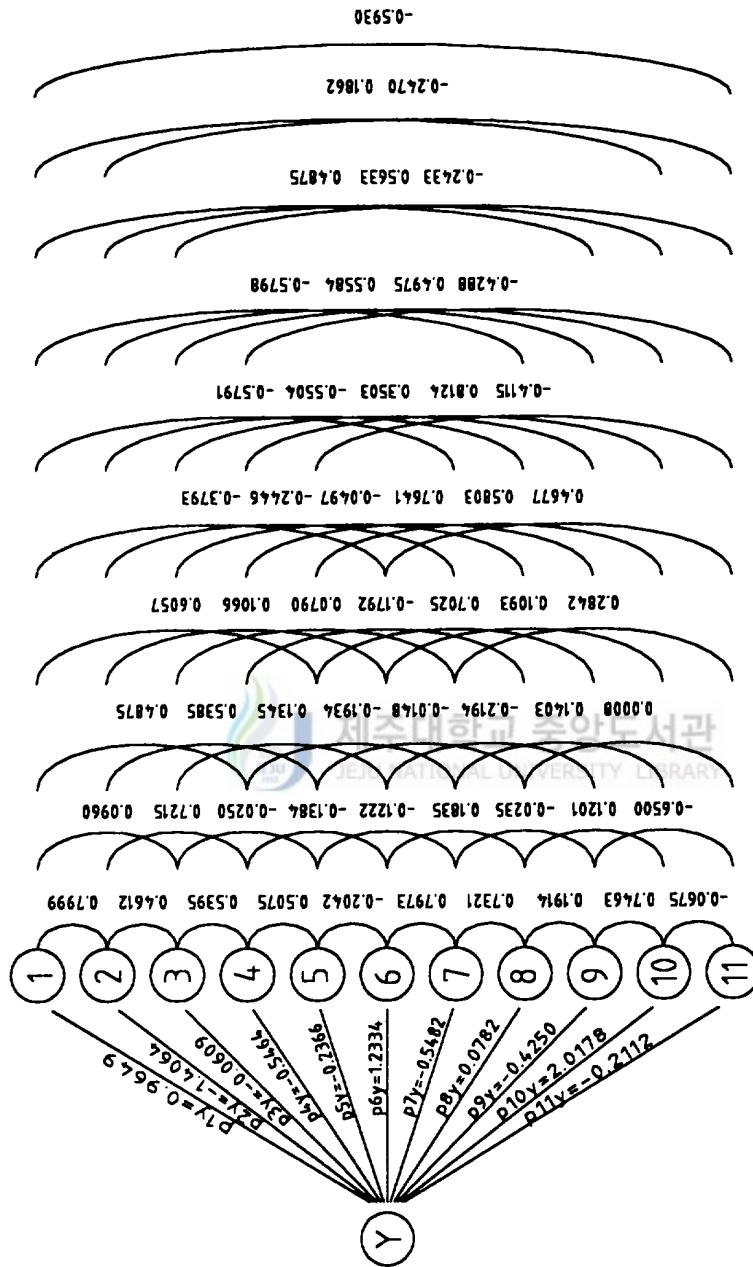 -0.5930
-0.2470 0.1862
-0.2433 0.5633 0.4875
-0.4288 0.4975 0.5584 -0.5798
-0.4115 0.8124 0.3503 -0.5504 -0.5791
0.4677 0.5803 0.7641 -0.0497 -0.2446 -0.3793
0.2842 0.1093 0.7025 -0.1792 0.0790 0.1066 0.6057
0.0008 0.1403 -0.2194 -0.0148 -0.1934 0.1345 0.5385 0.4875
제주대학교 중앙도서관
JEJU NATIONAL UNIVERSITY LIBRARY
-0.6500 0.1201 -0.0235 0.1835 -0.1222 -0.1384 -0.0250 0.7215 0.0960
-0.0675 0.7463 0.1914 0.7321 0.7973 -0.2042 0.5075 0.5395 0.4612 0.7999
1
2
3
4
5
6
7
8
9
10
11
p1y=0.9649
p2y=-1.4064
p3y=-0.0609
p4y=-0.5464
p5y=-0.2366
p6y=1.2334
p7y=-0.5482
p8y=0.0782
p9y=-0.4250
p10y=2.0178
p11y=-0.2112
Y